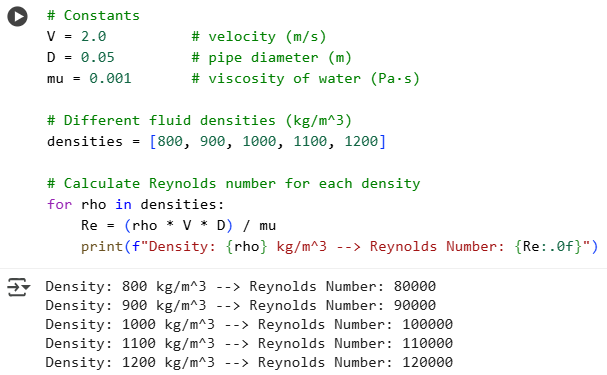 # Constants
V = 2.0          # velocity (m/s)
D = 0.05         # pipe diameter (m)
mu = 0.001       # viscosity of water (Pa·s)
# Different fluid densities (kg/m^3)
densities = [800, 900, 1000, 1100, 1200]
# Calculate Reynolds number for each density
for rho in densities:
    Re = (rho * V * D) / mu
    print(f"Density: {rho} kg/m^3 --> Reynolds Number: {Re:.0f}")
Density: 800 kg/m^3 --> Reynolds Number: 80000
Density: 900 kg/m^3 --> Reynolds Number: 90000
Density: 1000 kg/m^3 --> Reynolds Number: 100000
Density: 1100 kg/m^3 --> Reynolds Number: 110000
Density: 1200 kg/m^3 --> Reynolds Number: 120000